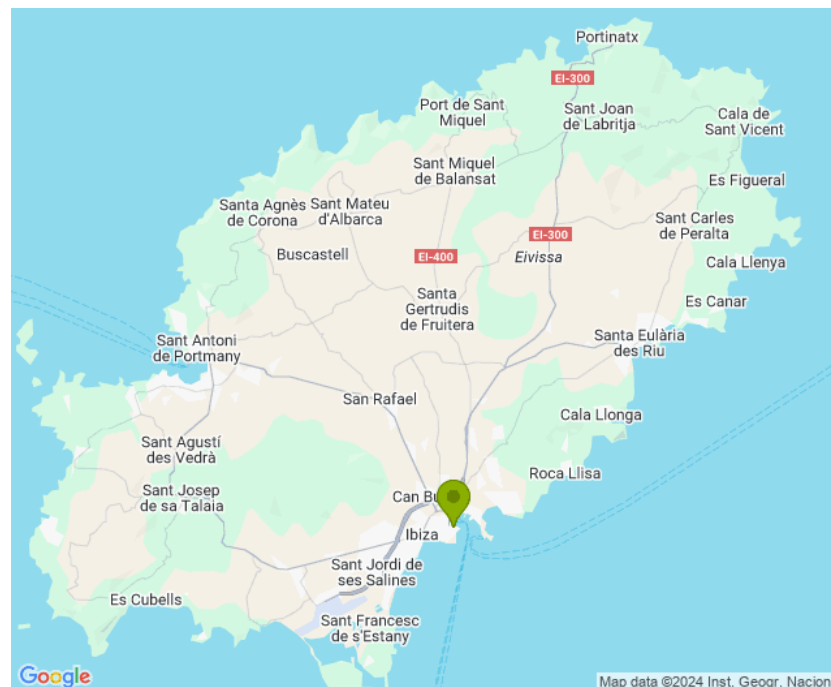 Portinatx
EI-300
Port de Sant
Miquel
Sant Joan
de Labritja
Cala de
Sant Vicent
Sant Miquel
de Balansat
Es Figueral
Santa Agnès
de Corona
Sant Mateu
d'Albarca
Sant Carles
de Peralta
EI-300
Buscastell
EI-400
Eivissa
Cala Llenya
Santa
Gertrudis
de Fruitera
Es Canar
Sant Antoni
de Portmany
Santa Eulària
des Riu
San Rafael
Cala Llonga
Sant Agustí
des Vedrà
Roca Llisa
Sant Josep
de sa Talaia
Can Bu
Ibiza
Sant Jordi de
ses Salines
Es Cubells
Sant Francesc
de s'Estany
Google
Map data ©2024 Inst. Geogr. Nacion